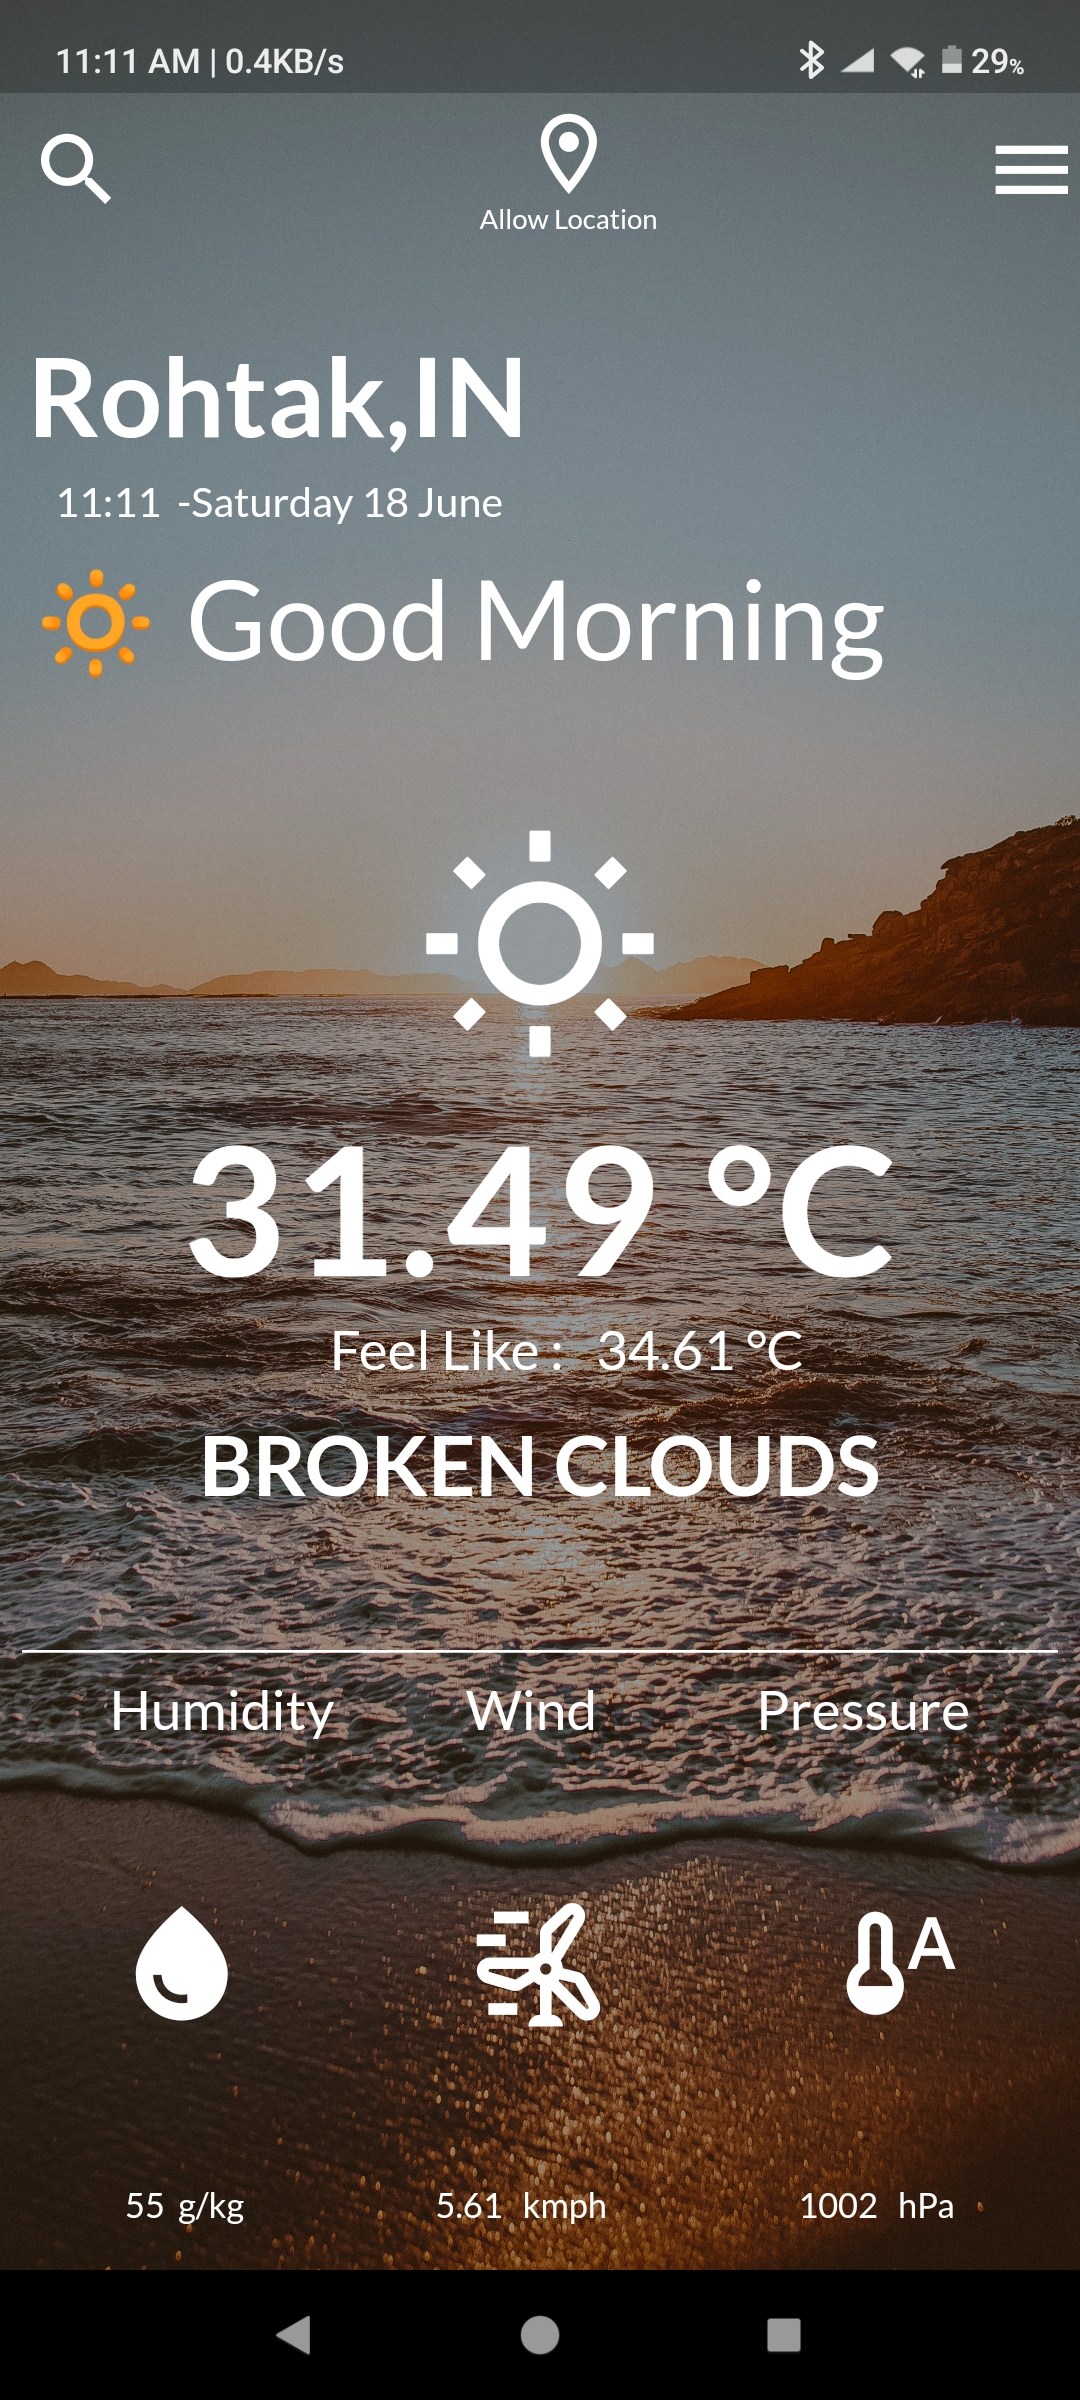 11:11 AM | 0.4KB/s 29%
Allow Location
Rohtak,IN
11:11 -Saturday 18 June
Good Morning
31.49 °C
Feel Like : 34.61 °C
BROKEN CLOUDS
Humidity Wind Pressure
A
55 g/kg 5.61 kmph 1002 hPa